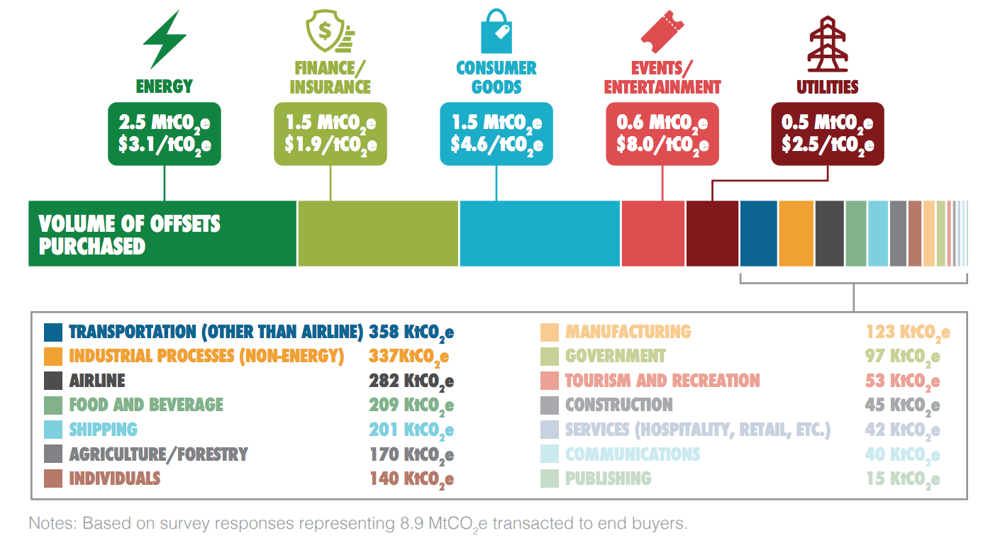 ENERGY
FINANCE/
INSURANCE
CONSUMER
GOODS
EVENTS/
ENTERTAINMENT
UTILITIES
2.5 MtCO2e
$3.1/tCO2e
1.5 MtCO2e
$1.9/tCO2e
1.5 MtCO2e
$4.6/tCO2e
0.6 MtCO2e
$8.0/tCO2e
0.5 MtCO2e
$2.5/tCO2e
VOLUME OF OFFSETS
PURCHASED
TRANSPORTATION (OTHER THAN AIRLINE) 358 KtCO2e
INDUSTRIAL PROCESSES (NON-ENERGY) 337KtCO2e
AIRLINE 282 KtCO2e
FOOD AND BEVERAGE 209 KtCO2e
SHIPPING 201 KtCO2e
AGRICULTURE/FORESTRY 170 KtCO2e
INDIVIDUALS 140 KtCO2e
MANUFACTURING 123 KtCO2e
GOVERNMENT 97 KtCO2e
TOURISM AND RECREATION 53 KtCO2e
CONSTRUCTION 45 KtCO2e
SERVICES (HOSPITALITY, RETAIL, ETC.) 42 KtCO2e
COMMUNICATIONS 40 KtCO2e
PUBLISHING 15 KtCO2e
Notes: Based on survey responses representing 8.9 MtCO2e transacted to end buyers.